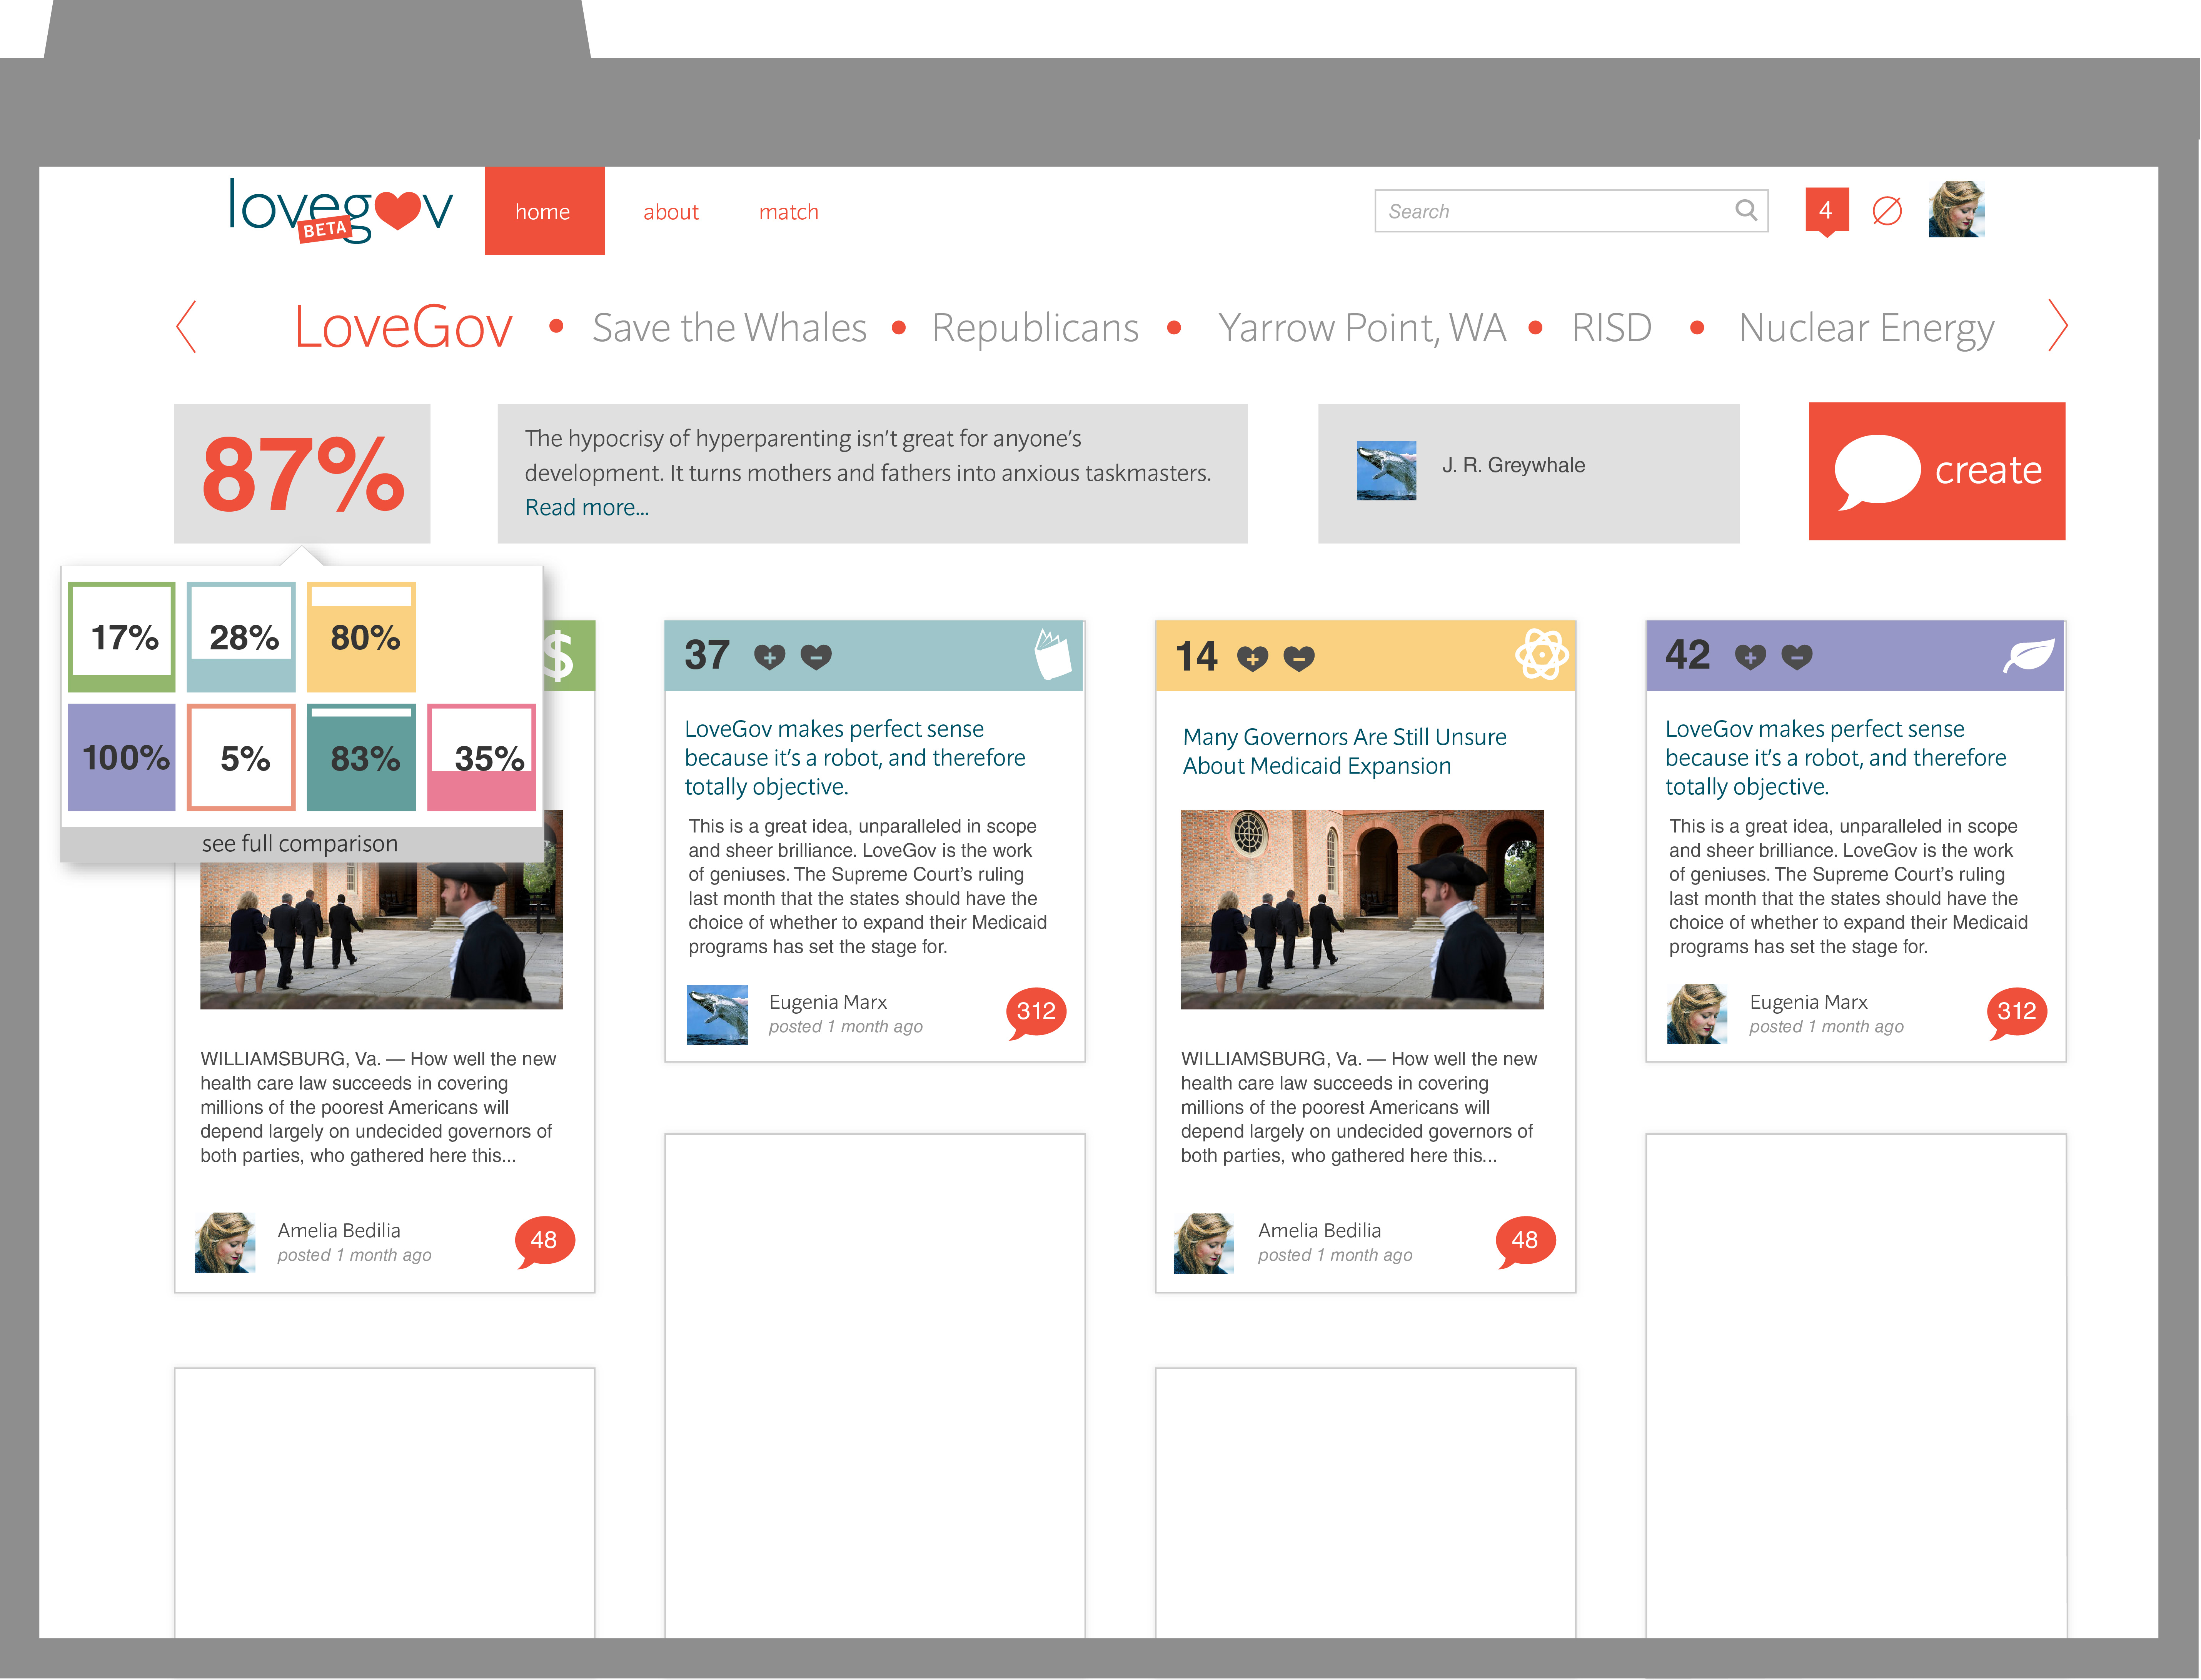 lovegov
BETA
home
about
match
Search
4
LoveGov • Save the Whales • Republicans • Yarrow Point, WA • RISD • Nuclear Energy
87%
The hypocrisy of hyperparenting isn’t great for anyone’s
development. It turns mothers and fathers into anxious taskmasters.
Read more...
J. R. Greywhale
create
17%
28%
80%
100%
5%
83%
35%
see full comparison
$
WILLIAMSBURG, Va. — How well the new
health care law succeeds in covering
millions of the poorest Americans will
depend largely on undecided governors of
both parties, who gathered here this...
Amelia Bedilia
posted 1 month ago
48
37
LoveGov makes perfect sense
because it’s a robot, and therefore
totally objective.
This is a great idea, unparalleled in scope
and sheer brilliance. LoveGov is the work
of geniuses. The Supreme Court’s ruling
last month that the states should have the
choice of whether to expand their Medicaid
programs has set the stage for.
Eugenia Marx
posted 1 month ago
312
14
Many Governors Are Still Unsure
About Medicaid Expansion
WILLIAMSBURG, Va. — How well the new
health care law succeeds in covering
millions of the poorest Americans will
depend largely on undecided governors of
both parties, who gathered here this...
Amelia Bedilia
posted 1 month ago
48
42
LoveGov makes perfect sense
because it’s a robot, and therefore
totally objective.
This is a great idea, unparalleled in scope
and sheer brilliance. LoveGov is the work
of geniuses. The Supreme Court’s ruling
last month that the states should have the
choice of whether to expand their Medicaid
programs has set the stage for.
Eugenia Marx
posted 1 month ago
312